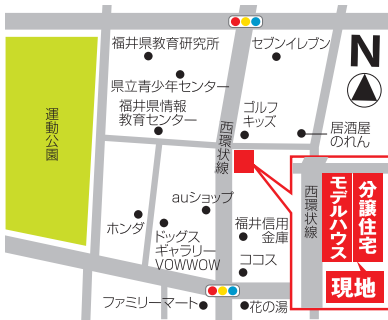 福井県教育研究所
セブンイレブン
N
県立青少年センター
福井県情報
教育センター
ゴルフ
キッズ
居酒屋
のれん
運動公園
西環状線
auショップ
ホンダ
ドッグス
ギャラリー
VOWWOW
福井信用
金庫
ココス
ファミリーマート
花の湯
西環状線
分譲住宅
モデルハウス
現地